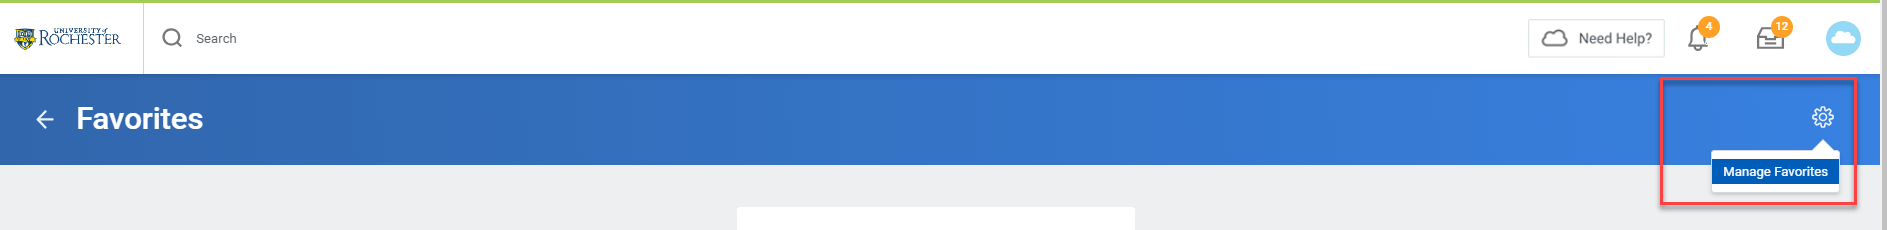 UNIVERSITY of
ROCHESTER
Search
Need Help?
4
12
Favorites
Manage Favorites